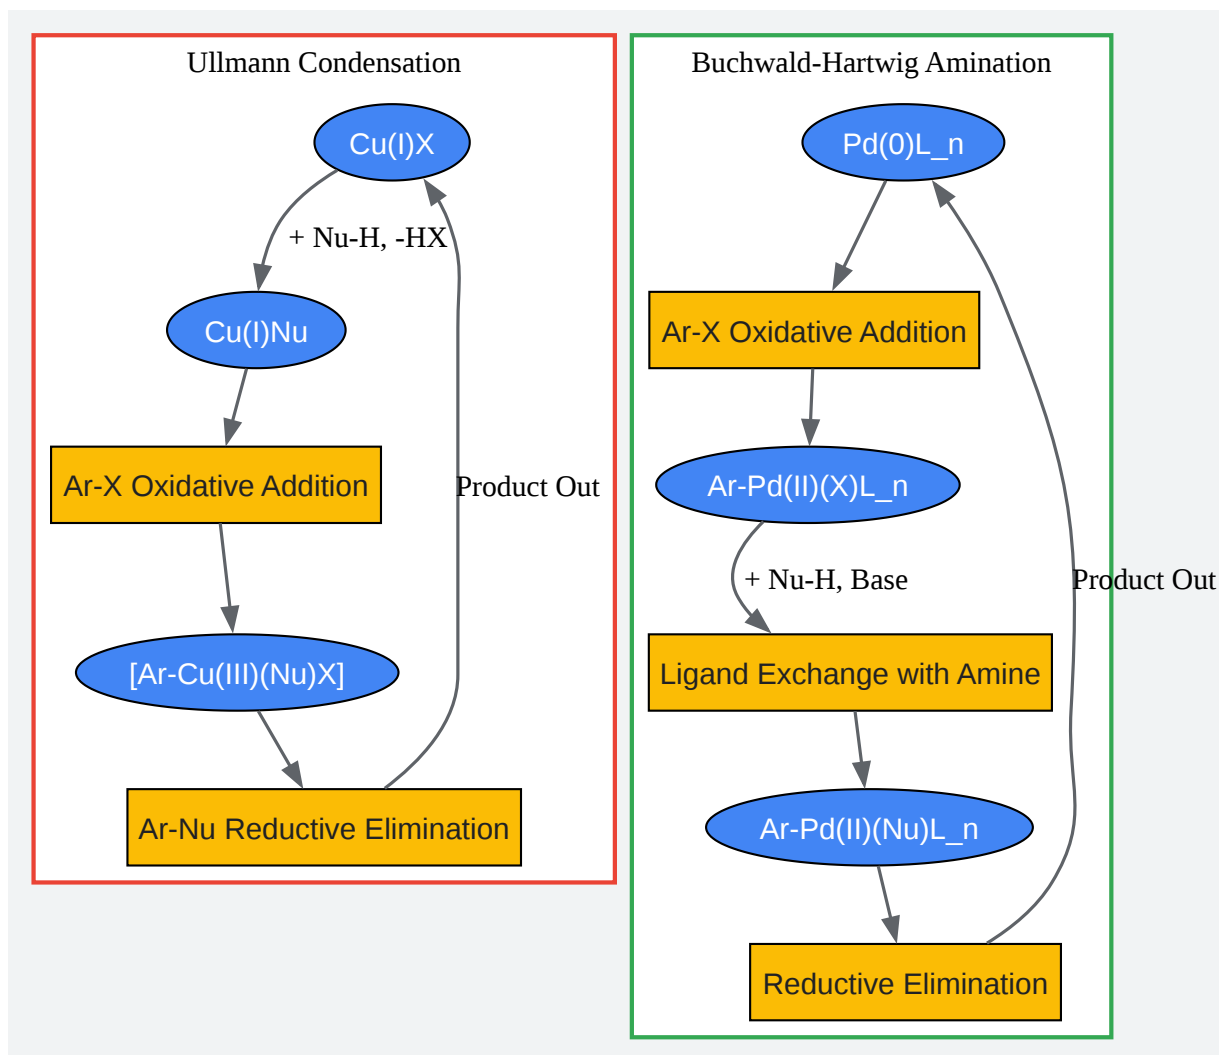 Ullmann Condensation
Cu(I)X
+ Nu-H, -HX
Cu(I)Nu
Ar-X Oxidative Addition
Product Out
[Ar-Cu(III)(Nu)X]
Ar-Nu Reductive Elimination
Buchwald-Hartwig Amination
Pd(0)L_n
Ar-X Oxidative Addition
Ar-Pd(II)(X)L_n
+ Nu-H, Base
Product Out
Ligand Exchange with Amine
Ar-Pd(II)(Nu)L_n
Reductive Elimination